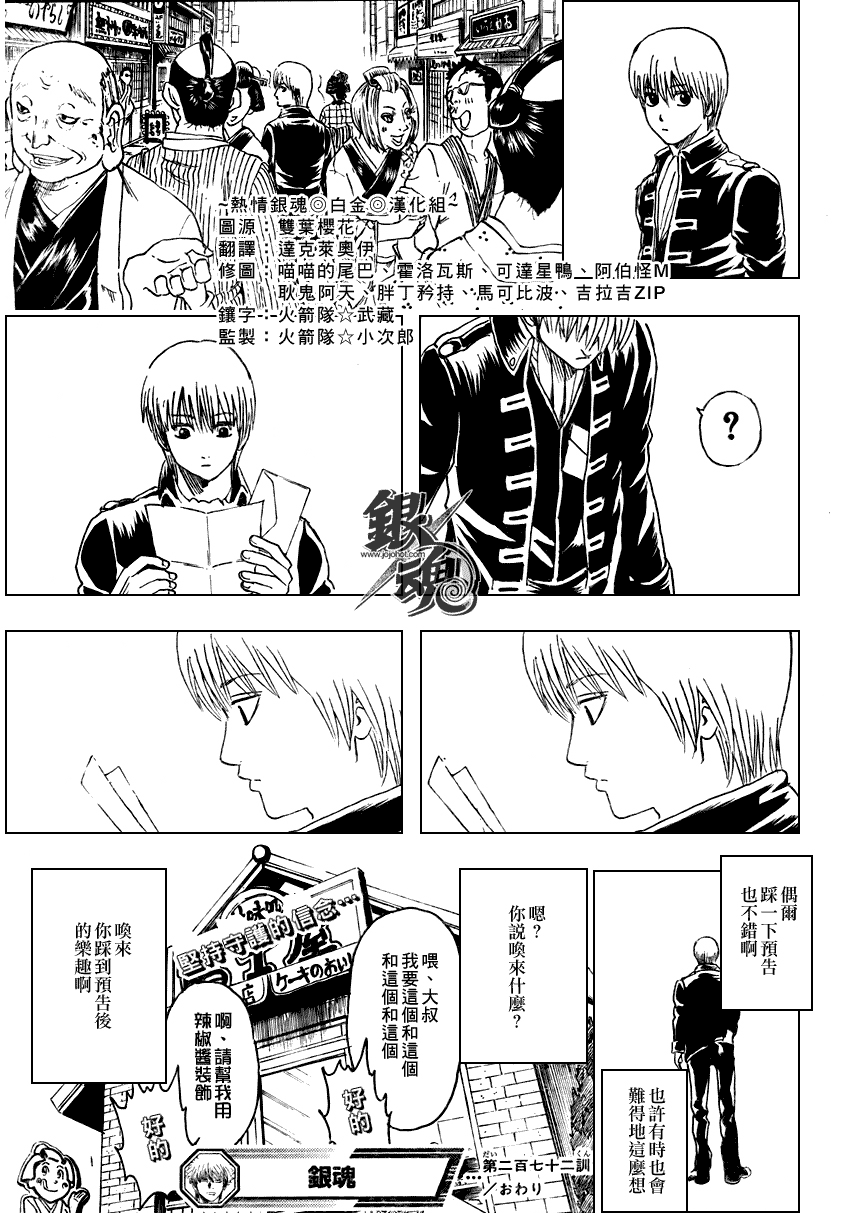 ~熱情銀魂◎白金◎漢化組~
圖源：雙葉櫻花
翻譯：達克萊奧伊
修圖：喵喵的尾巴、霍洛瓦斯、可達星鴨、阿伯怪M
耿鬼阿天、胖丁矜持、馬可比波、吉拉吉ZIP
鑲字：火箭隊☆武藏
監製：火箭隊☆小次郎
？
銀魂
www.jojohot.com
偶爾
踩一下預告
也不錯啊
也許有時也會
難得地這麼想
嗯？
你說喚來什麼？
堅持守護的信念…
ケーキのおい
喂、大叔
我要這個和這個
和這個和這個
好的
啊、請幫我用
辣椒醬裝飾
好的
喚來
你踩到預告後
的樂趣啊
銀魂
第二百七十二訓
だい
くん
…／おわり